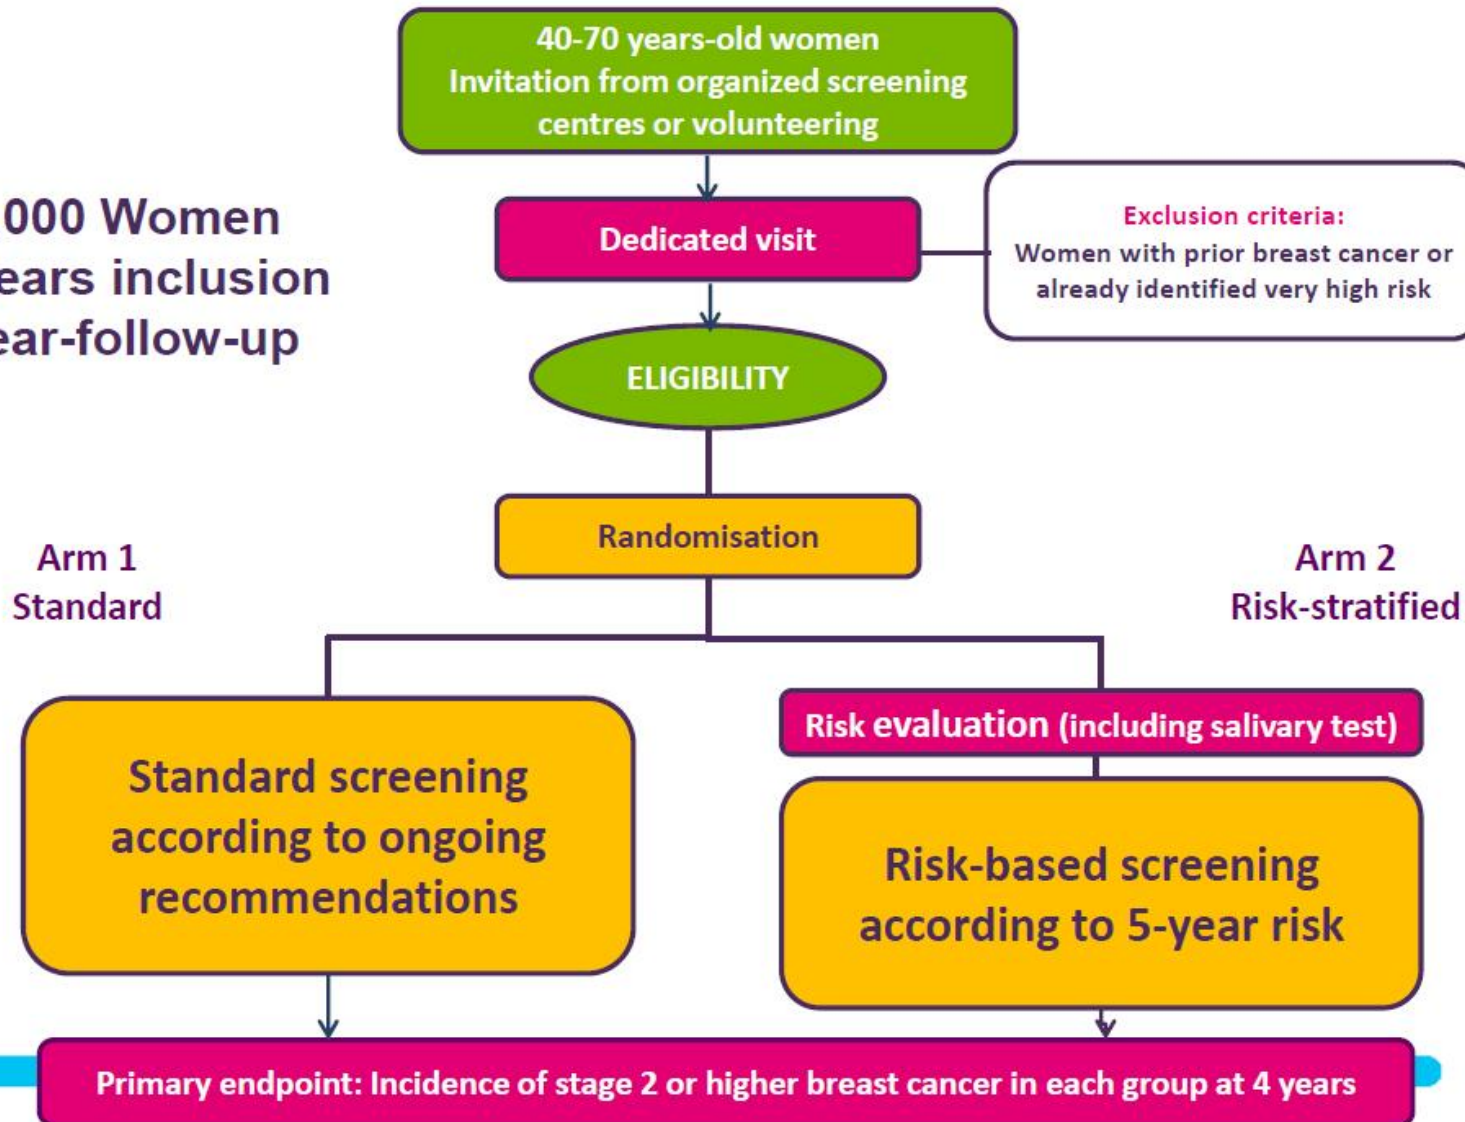 40-70 years-old women
Invitation from organized screening
centres or volunteering
Dedicated visit
Exclusion criteria:
Women with prior breast cancer or
already identified very high risk
000 Women
ears inclusion
ear-follow-up
ELIGIBILITY
Randomisation
Arm 1
Standard
Arm 2
Risk-stratified
Standard screening
according to ongoing
recommendations
Risk evaluation (including salivary test)
Risk-based screening
according to 5-year risk
Primary endpoint: Incidence of stage 2 or higher breast cancer in each group at 4 years